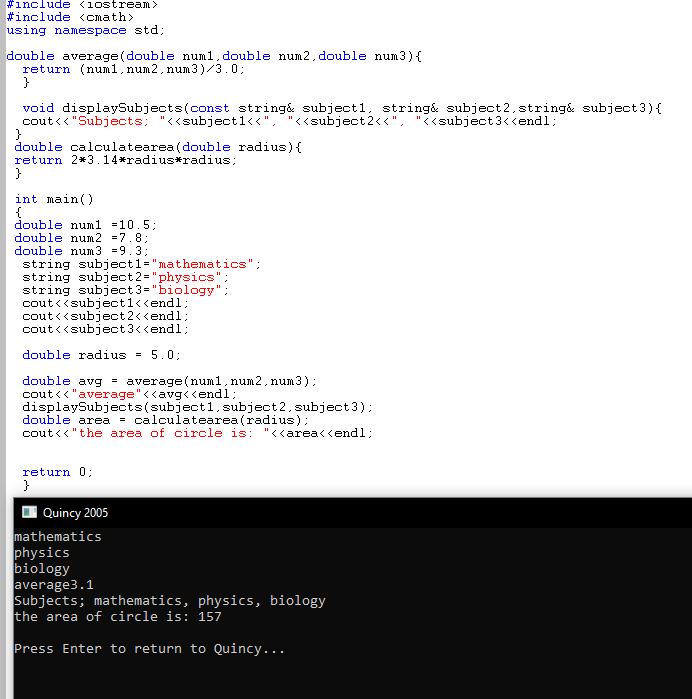 #include <iostream>
#include <cmath>
using namespace std;
double average(double num1,double num2,double num3){
return (num1,num2,num3)/3.0;
}
void displaySubjects(const string& subject1, string& subject2,string& subject3){
cout<<"Subjects; "<<subject1<<", "<<subject2<<", "<<subject3<<endl;
}
double calculatearea(double radius){
return 2*3.14*radius*radius;
}
int main()
{
double num1 =10.5;
double num2 =7.8;
double num3 =9.3;
string subject1="mathematics";
string subject2="physics";
string subject3="biology";
cout<<subject1<<endl;
cout<<subject2<<endl;
cout<<subject3<<endl;
double radius = 5.0;
double avg = average(num1,num2,num3);
cout<<"average"<<avg<<endl;
displaySubjects(subject1,subject2,subject3);
double area = calculatearea(radius);
cout<<"the area of circle is: "<<area<<endl;
return 0;
}
Quincy 2005
mathematics
physics
biology
average3.1
Subjects; mathematics, physics, biology
the area of circle is: 157
Press Enter to return to Quincy...